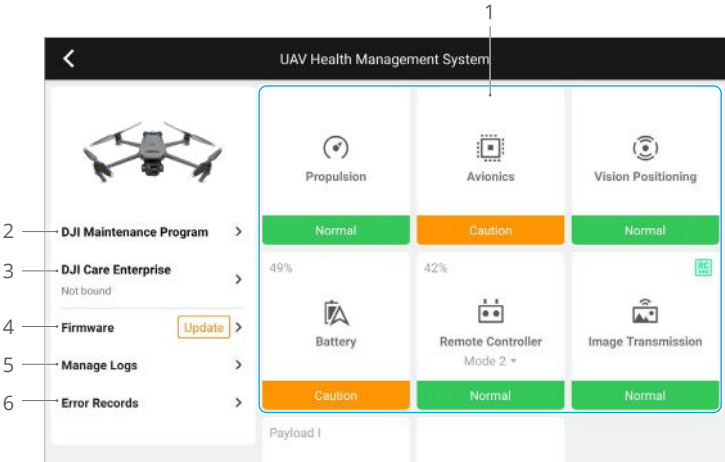 1
UAV Health Management System
2
DJI Maintenance Program
3
DJI Care Enterprise
Not bound
4
Firmware
Update
5
Manage Logs
6
Error Records
Propulsion
Normal
Avionics
Caution
Vision Positioning
Normal
49%
Battery
Caution
42%
Remote Controller
Mode 2
Normal
RC
Image Transmission
Normal
Payload I